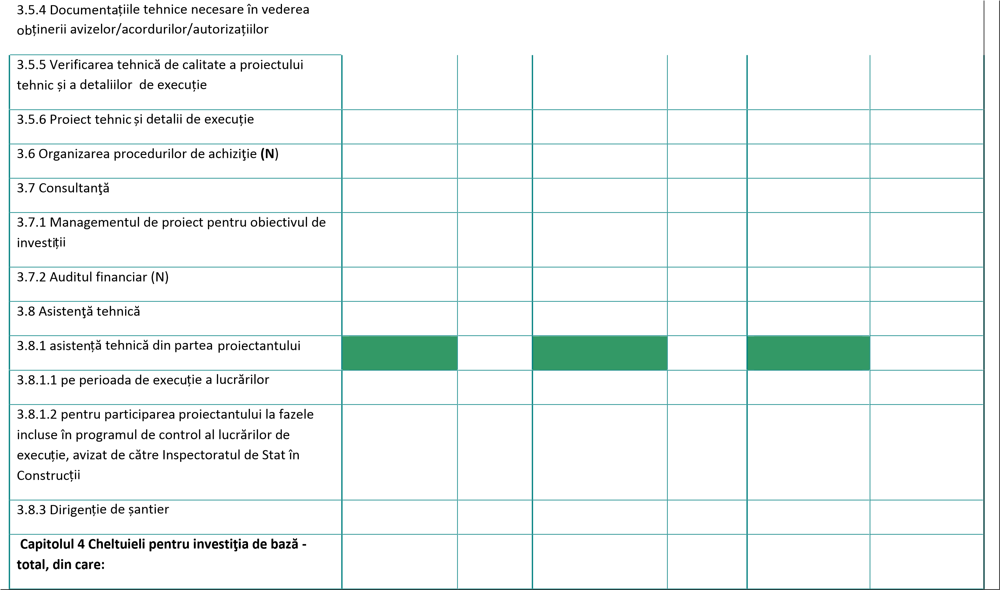 3.5.4 Documentațiile tehnice necesare în vederea
obținerii avizelor/acordurilor/autorizațiilor
3.5.5 Verificarea tehnică de calitate a proiectului
tehnic și a detaliilor  de execuție
3.5.6 Proiect tehnic și detalii de execuție
3.6 Organizarea procedurilor de achiziţie (N)
3.7 Consultanţă
3.7.1 Managementul de proiect pentru obiectivul de
investiții
3.7.2 Auditul financiar (N)
3.8 Asistenţă tehnică
3.8.1 asistență tehnică din partea proiectantului
3.8.1.1 pe perioada de execuție a lucrărilor
3.8.1.2 pentru participarea proiectantului la fazele
incluse în programul de control al lucrărilor de
execuție, avizat de către Inspectoratul de Stat în
Construcții
3.8.3 Dirigenție de șantier
Capitolul 4 Cheltuieli pentru investiţia de bază -
total, din care: